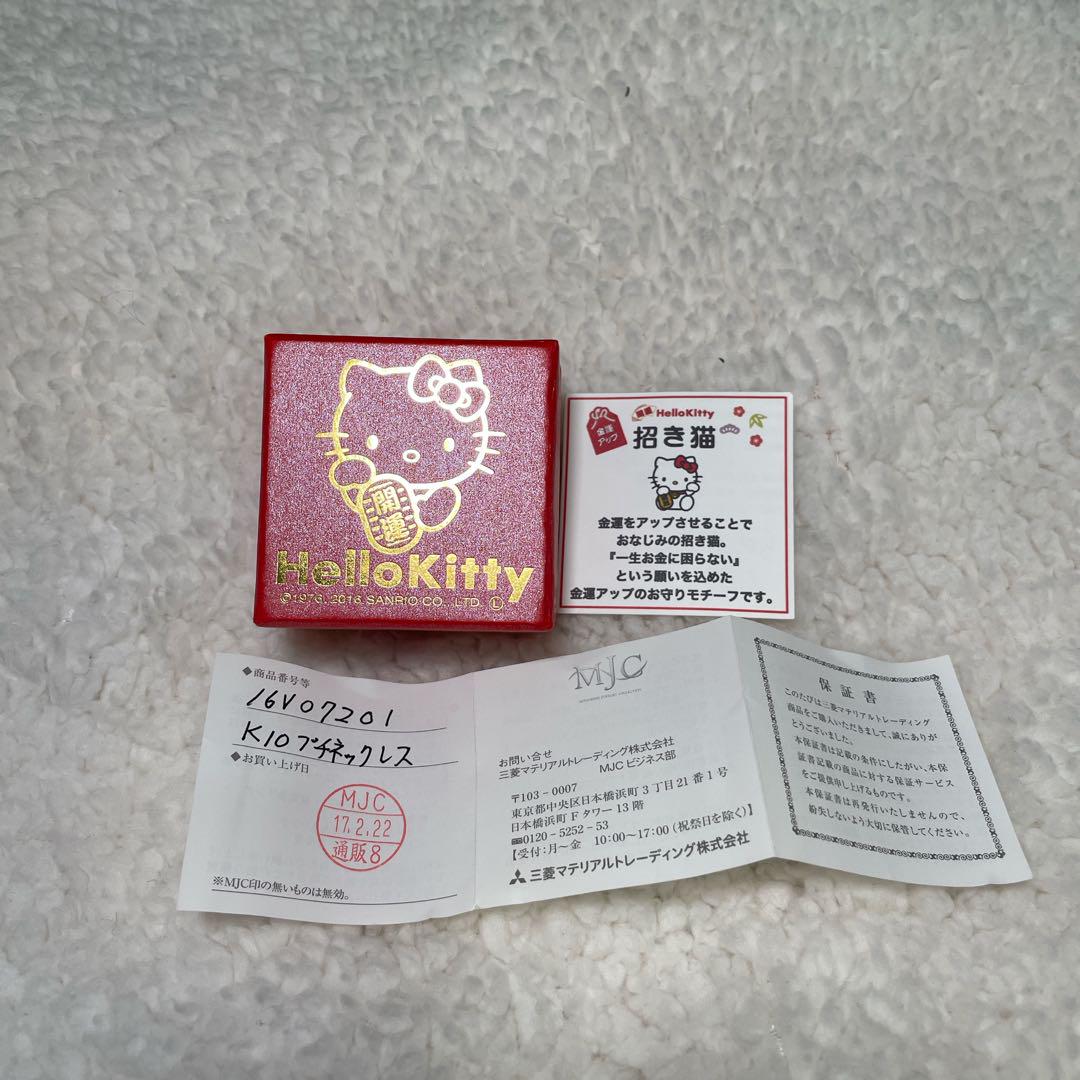 開運
HelloKitty
©1976, 2016 SANRIO CO., LTD. Ⓛ
金運
アップ
HelloKitty
招き猫
金運をアップさせることで
おなじみの招き猫。
『一生お金に困らない』
という願いを込めた
金運アップのお守りモチーフです。
◆商品番号等
16V07201
K10プチネックレス
◆お買い上げ日
MJC
17.2.22
通販8
※MJC印の無いものは無効。
MJC
お問い合せ
三菱マテリアルトレーディング株式会社
MJCビジネス部
〒103-0007
東京都中央区日本橋浜町3丁目21番1号
日本橋浜町Fタワー13階
0120-5252-53
【受付:月～金 10:00～17:00(祝祭日を除く)】
三菱マテリアルトレーディング株式会社
保証書
このたびは三菱マテリアルトレーディング
商品をご購入いただきまして、誠にありが
とうございました。
本保証書は記載の条件にしたがい、本保
証書記載の商品に対する保証サービス
をご提供申し上げるものです。
本保証書は再発行いたしませんので、
紛失しないよう大切に保管してください。